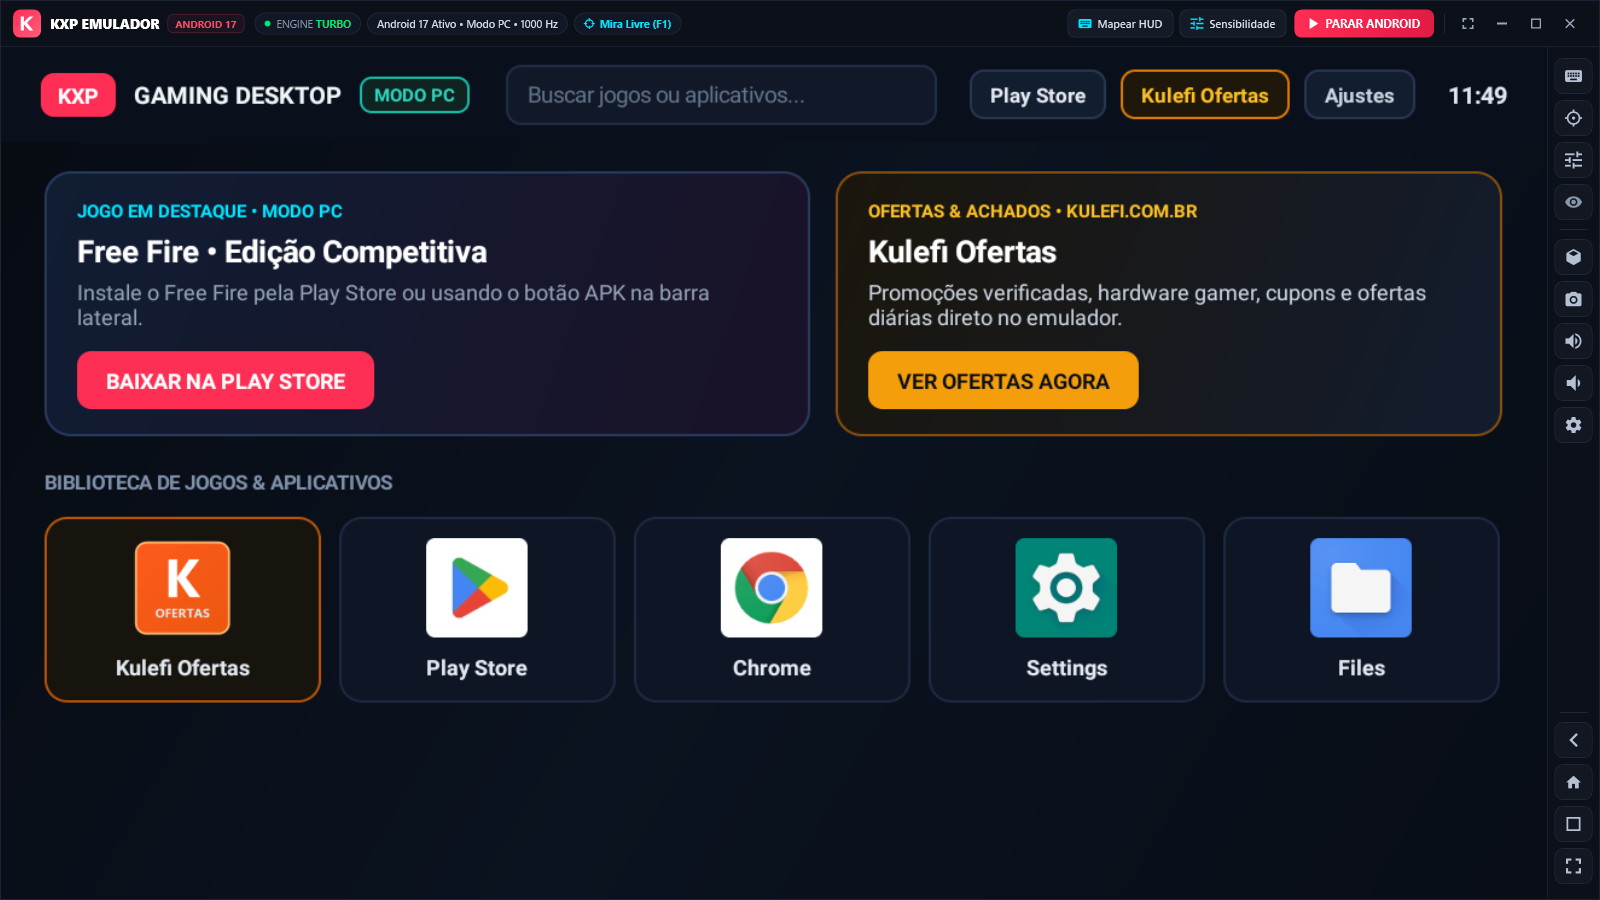 K KXP EMULADOR ANDROID 17 ENGINE TURBO Android 17 Ativo • Modo PC • 1000 Hz Mira Livre (F1) Mapear HUD Sensibilidade PARAR ANDROID
KXP GAMING DESKTOP MODO PC Buscar jogos ou aplicativos... Play Store Kulefi Ofertas Ajustes 11:49
JOGO EM DESTAQUE • MODO PC
Free Fire • Edição Competitiva
Instale o Free Fire pela Play Store ou usando o botão APK na barra
lateral.
BAIXAR NA PLAY STORE
OFERTAS & ACHADOS • KULEFI.COM.BR
Kulefi Ofertas
Promoções verificadas, hardware gamer, cupons e ofertas
diárias direto no emulador.
VER OFERTAS AGORA
BIBLIOTECA DE JOGOS & APLICATIVOS
K
OFERTAS
Kulefi Ofertas
Play Store
Chrome
Settings
Files